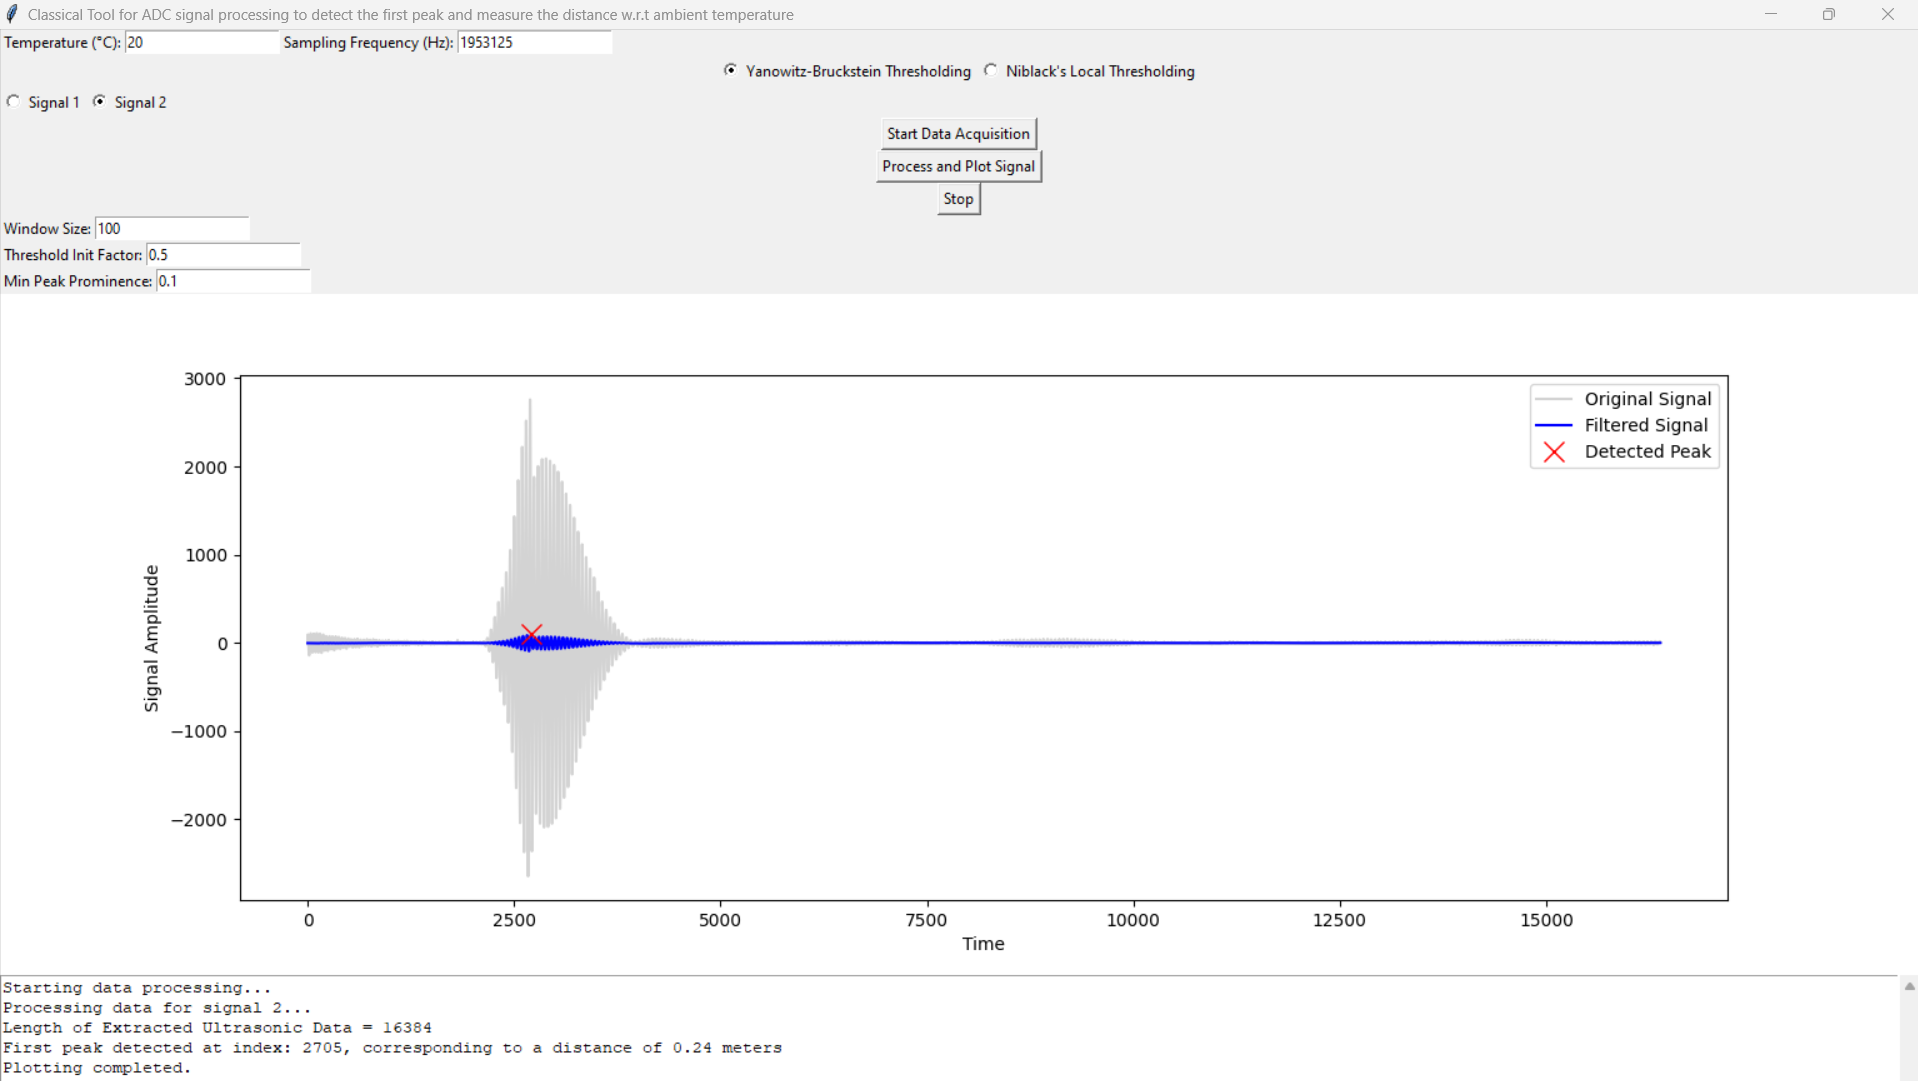 Classical Tool for ADC signal processing to detect the first peak and measure the distance w.r.t ambient temperature
Temperature (°C): 20 Sampling Frequency (Hz): 1953125
Yanowitz-Bruckstein Thresholding Niblack's Local Thresholding
Signal 1 Signal 2
Start Data Acquisition
Process and Plot Signal
Stop
Window Size: 100
Threshold Init Factor: 0.5
Min Peak Prominence: 0.1
Original Signal
Filtered Signal
Detected Peak
3000
2000
1000
0
−1000
−2000
Signal Amplitude
0 2500 5000 7500 10000 12500 15000
Time
Starting data processing...
Processing data for signal 2...
Length of Extracted Ultrasonic Data = 16384
First peak detected at index: 2705, corresponding to a distance of 0.24 meters
Plotting completed.